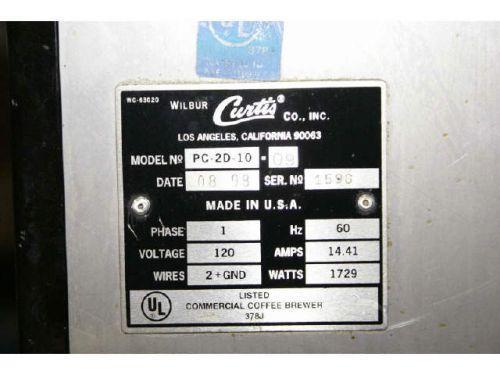 UL
WC-63020
WILBUR Curtis® CO., INC.
LOS ANGELES, CALIFORNIA 90063
MODEL Nº PC-2D-10-09
DATE 08 98 SER. Nº 1596
MADE IN U.S.A.
PHASE 1 Hz 60
VOLTAGE 120 AMPS 14.41
WIRES 2+GND WATTS 1729
UL ® LISTED
COMMERCIAL COFFEE BREWER
378J